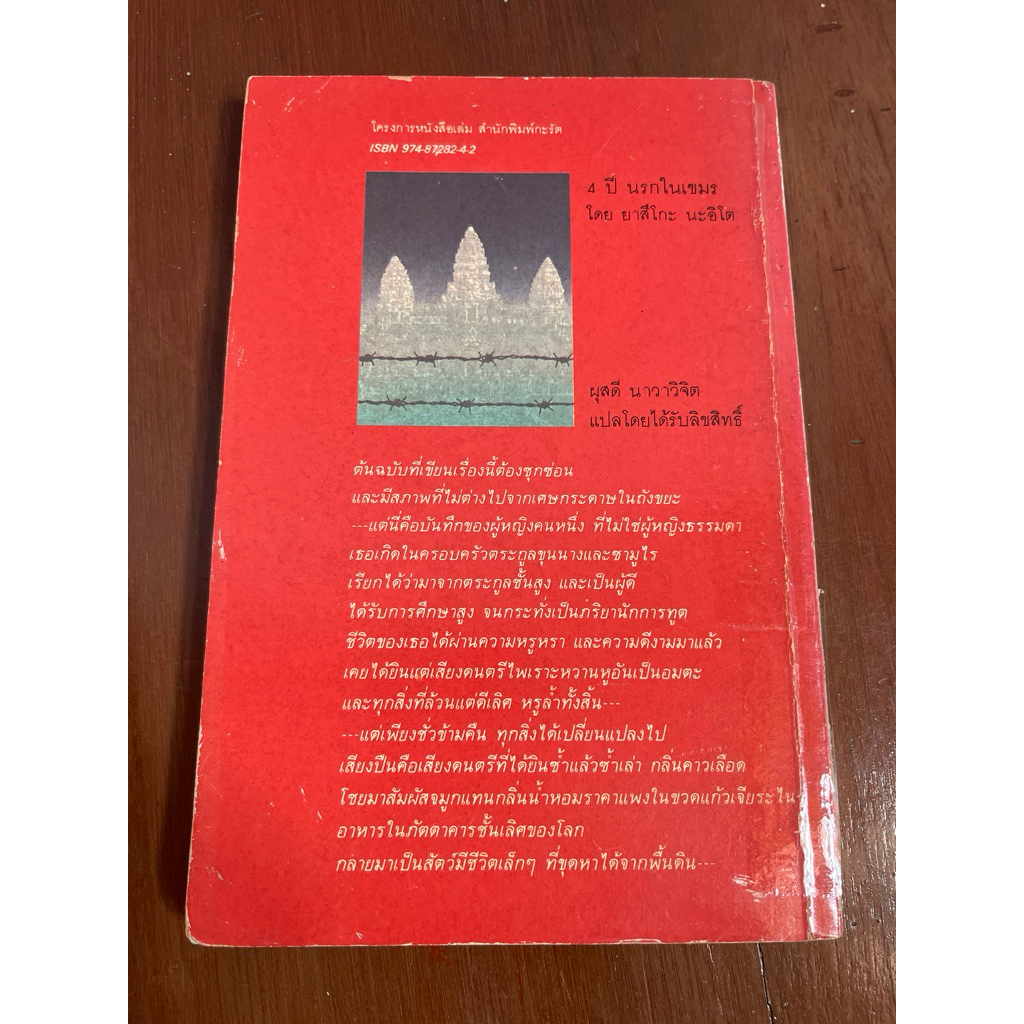 โครงการหนังสือเล่ม สำนักพิมพ์กะรัต
ISBN 974-87282-4-2
4 ปี นรกในเขมร
โดย ยาสึโกะ นะอิโต
ผุสดี นาวาวิจิต
แปลโดยได้รับลิขสิทธิ์
ต้นฉบับที่เขียนเรื่องนี้ต้องซุกซ่อน
และมีสภาพที่ไม่ต่างไปจากเศษกระดาษในถังขยะ
---แต่นี่คือบันทึกของผู้หญิงคนหนึ่ง ที่ไม่ใช่ผู้หญิงธรรมดา
เธอเกิดในครอบครัวตระกูลขุนนางและซามูไร
เรียกได้ว่ามาจากตระกูลชั้นสูง และเป็นผู้ดี
ได้รับการศึกษาสูง จนกระทั่งเป็นภริยานักการทูต
ชีวิตของเธอได้ผ่านความหรูหรา และความดีงามมาแล้ว
เคยได้ยินแต่เสียงดนตรีไพเราะหวานหูอันเป็นอมตะ
และทุกสิ่งที่ล้วนแต่ดีเลิศ หรูล้ำทั้งสิ้น---
---แต่เพียงชั่วข้ามคืน ทุกสิ่งได้เปลี่ยนแปลงไป
เสียงปืนคือเสียงดนตรีที่ได้ยินซ้ำแล้วซ้ำเล่า กลิ่นคาวเลือด
โชยมาสัมผัสจมูกแทนกลิ่นน้ำหอมราคาแพงในขวดแก้วเจียระไน
อาหารในภัตตาคารชั้นเลิศของโลก
กลายมาเป็นสัตว์มีชีวิตเล็กๆ ที่ขุดหาได้จากพื้นดิน---